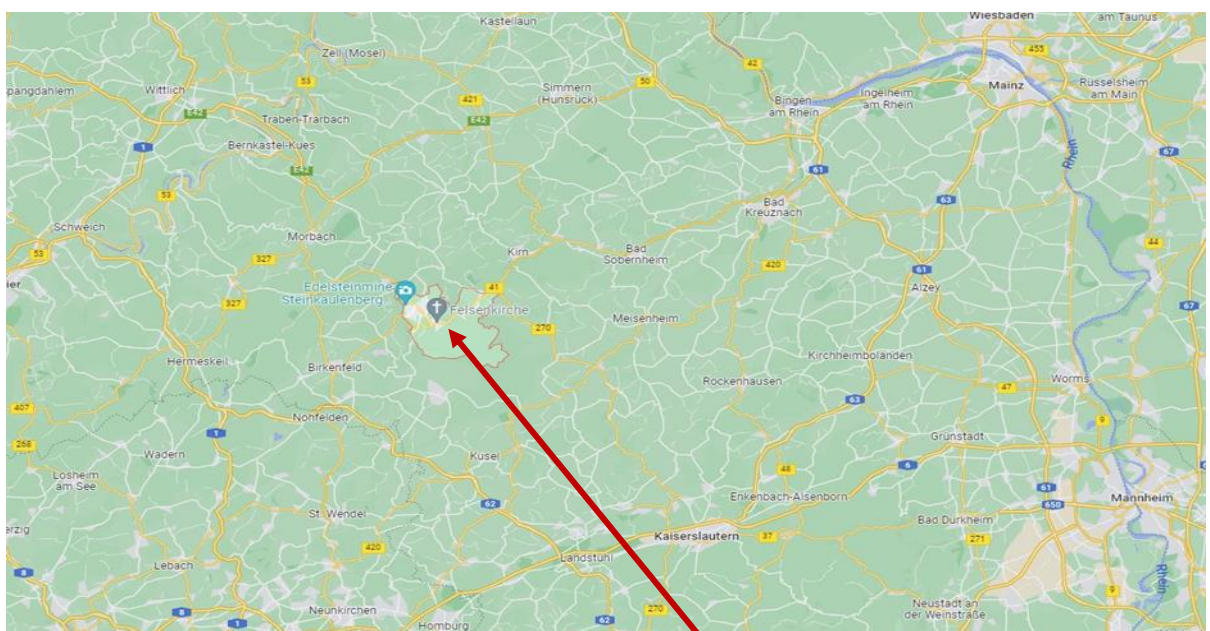 Kastellaun
Wiesbaden
am Taunus
Zell (Mosel)
455
42
53
50
Simmern
(Hunsrück)
Rüsselsheim
am Main
pangdahlem
Wittlich
Mainz
Ingelheim
am Rhein
421
Bingen
am Rhein
E42
E42
Traben-Trarbach
1
Bernkastel-Kues
67
Rhein
E42
61
53
63
Bad
Kreuznach
Schweich
Morbach
53
327
Kirn
Bad
Sobernheim
44
420
61
Edelsteinmine
Steinkaulenberg
41
Alzey
327
Felsenkirche
67
270
Meisenheim
Hermeskeil
Birkenfeld
Kirchheimbolanden
Rockenhausen
Worms
47
407
63
Nohfelden
9
1
268
Wadern
Kusel
Grünstadt
6
48
Losheim
am See
61
Enkenbach-Alsenborn
Mannheim
62
650
St. Wendel
Bad Dürkheim
erzig
Kaiserslautern
37
271
420
Landstuhl
Lebach
Rhein
8
9
Neunkirchen
270
Neustadt an
der Weinstraße
8
1
62
Homburg